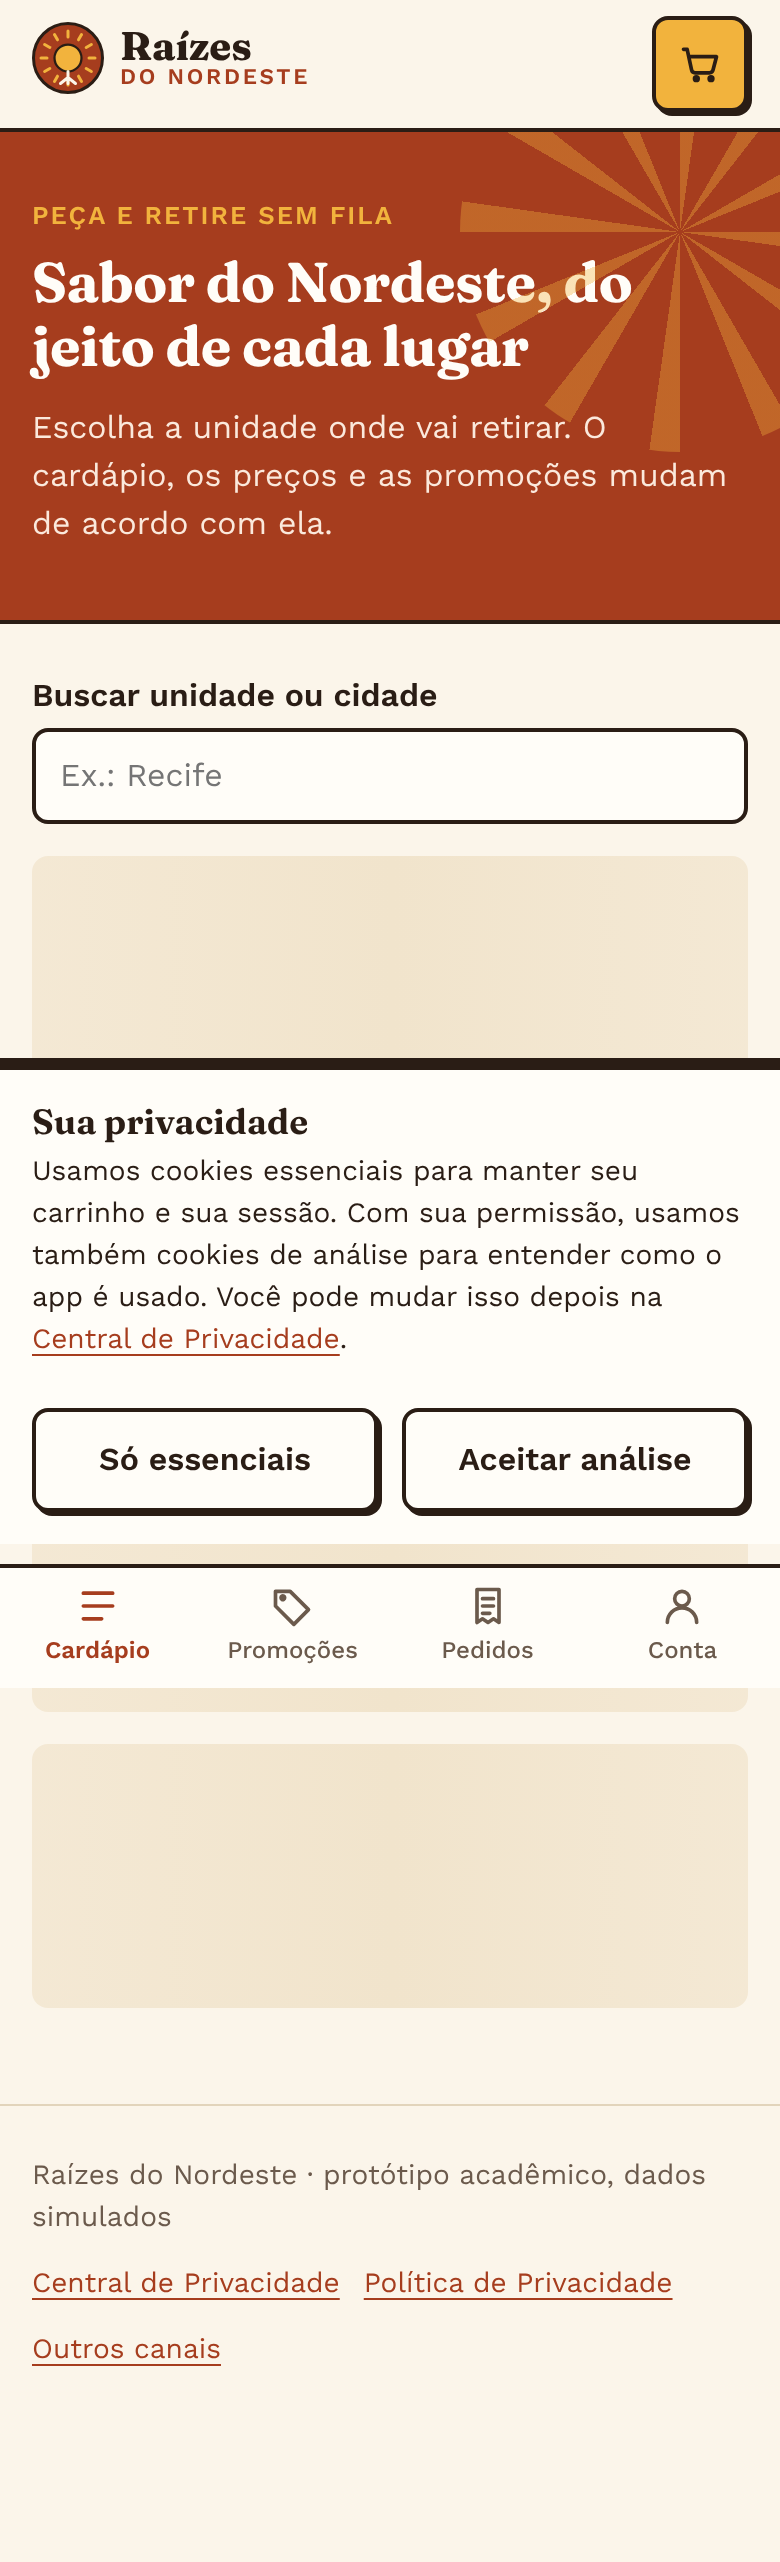 Raízes
DO NORDESTE
PEÇA E RETIRE SEM FILA
Sabor do Nordeste, do
jeito de cada lugar
Escolha a unidade onde vai retirar. O
cardápio, os preços e as promoções mudam
de acordo com ela.
Buscar unidade ou cidade
Ex.: Recife
Sua privacidade
Usamos cookies essenciais para manter seu
carrinho e sua sessão. Com sua permissão, usamos
também cookies de análise para entender como o
app é usado. Você pode mudar isso depois na
Central de Privacidade.
Só essenciais
Aceitar análise
Cardápio
Promoções
Pedidos
Conta
Raízes do Nordeste · protótipo acadêmico, dados
simulados
Central de Privacidade
Política de Privacidade
Outros canais